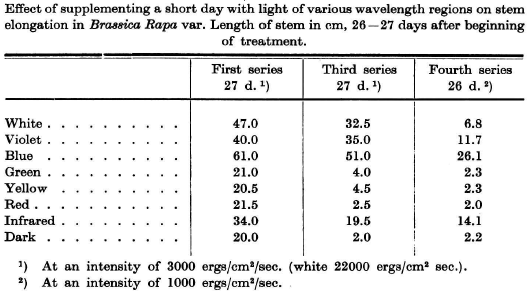 Effect of supplementing a short day with light of various wavelength regions on stem
elongation in Brassica Rapa var. Length of stem in cm, 26—27 days after beginning
of treatment.
First series Third series Fourth series
27 d. ¹) 27 d. ¹) 26 d. ²)
White . . . . . . . . . . 47.0 32.5 6.8
Violet . . . . . . . . . . 40.0 35.0 11.7
Blue . . . . . . . . . . 61.0 51.0 26.1
Green . . . . . . . . . . 21.0 4.0 2.3
Yellow . . . . . . . . . 20.5 4.5 2.3
Red . . . . . . . . . . . 21.5 2.5 2.0
Infrared . . . . . . . . . 34.0 19.5 14.1
Dark . . . . . . . . . . 20.0 2.0 2.2
¹) At an intensity of 3000 ergs/cm²/sec. (white 22000 ergs/cm² sec.).
²) At an intensity of 1000 ergs/cm²/sec.